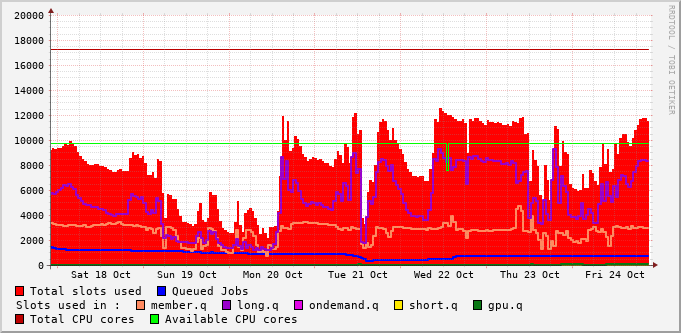 RRDTOOL / TOBI OETIKER
20000
18000
16000
14000
12000
10000
8000
6000
4000
2000
0
Sat 18 Oct Sun 19 Oct Mon 20 Oct Tue 21 Oct Wed 22 Oct Thu 23 Oct Fri 24 Oct
Total slots used Queued Jobs
Slots used in : member.q long.q ondemand.q short.q gpu.q
Total CPU cores Available CPU cores